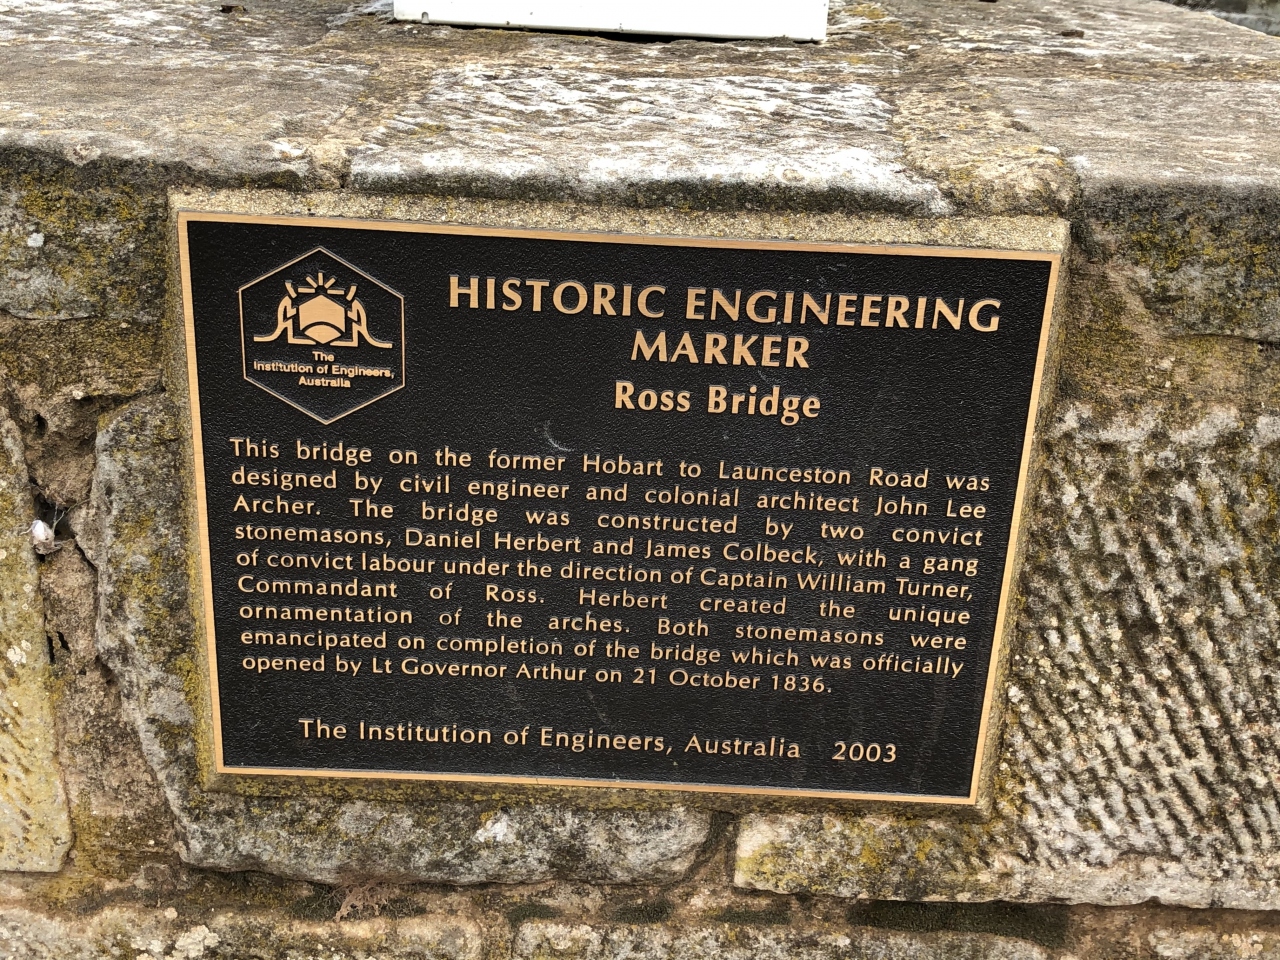 The
Institution of Engineers,
Australia
HISTORIC ENGINEERING
MARKER
Ross Bridge
This bridge on the former Hobart to Launceston Road was
designed by civil engineer and colonial architect John Lee
Archer. The bridge was constructed by two convict
stonemasons, Daniel Herbert and James Colbeck, with a gang
of convict labour under the direction of Captain William Turner,
Commandant of Ross. Herbert created the unique
ornamentation of the arches. Both stonemasons were
emancipated on completion of the bridge which was officially
opened by Lt Governor Arthur on 21 October 1836.
The Institution of Engineers, Australia 2003